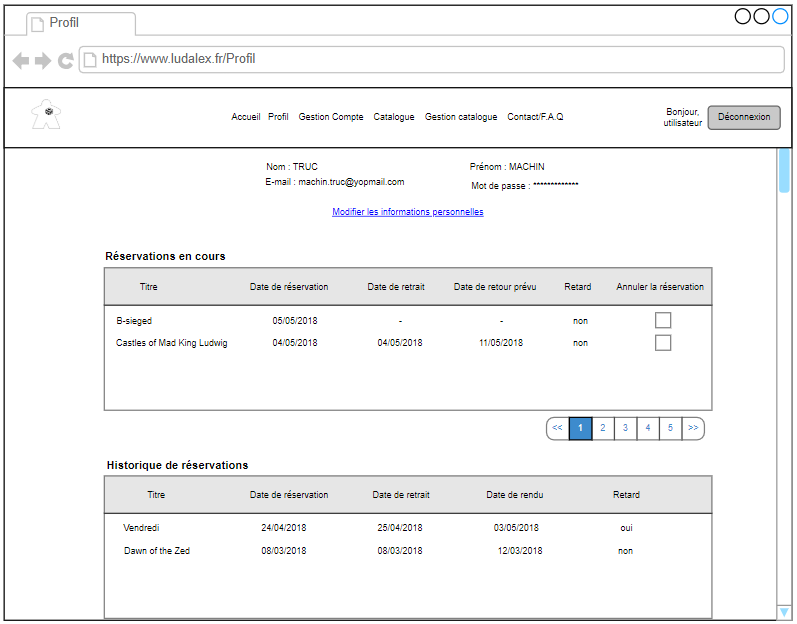 Profil
https://www.ludalex.fr/Profil
Accueil Profil Gestion Compte Catalogue Gestion catalogue Contact/F.A.Q
Bonjour,
utilisateur
Déconnexion
Nom : TRUC Prénom : MACHIN
E-mail : machin.truc@yopmail.com Mot de passe : *************
Modifier les informations personnelles
Réservations en cours
Titre Date de réservation Date de retrait Date de retour prévu Retard Annuler la réservation
B-sieged 05/05/2018 - - non
Castles of Mad King Ludwig 04/05/2018 04/05/2018 11/05/2018 non
<< 1 2 3 4 5 >>
Historique de réservations
Titre Date de réservation Date de retrait Date de rendu Retard
Vendredi 24/04/2018 25/04/2018 03/05/2018 oui
Dawn of the Zed 08/03/2018 08/03/2018 12/03/2018 non